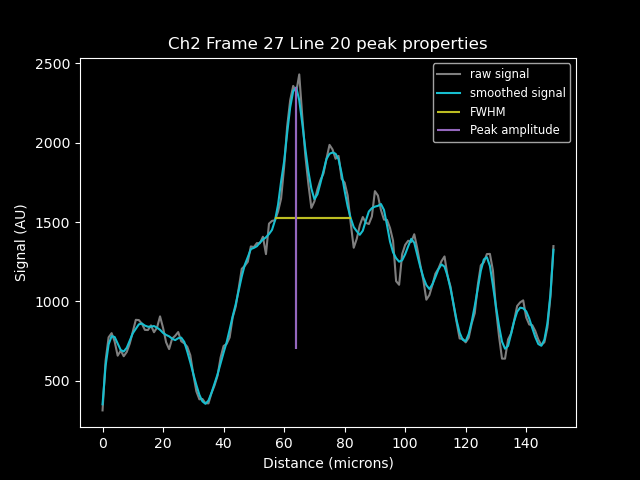 Ch2 Frame 27 Line 20 peak properties
raw signal
smoothed signal
FWHM
Peak amplitude
2500
2000
1500
1000
500
Signal (AU)
0 20 40 60 80 100 120 140
Distance (microns)